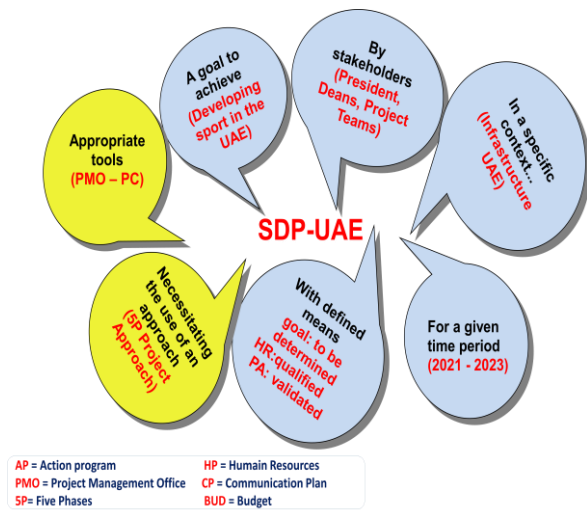 A goal to
achieve
(Developing
sport in the
UAE)
By
stakeholders
(President,
Deans, Project
Teams)
In a specific
context...
(Infrastructure
UAE)
Appropriate
tools
(PMO – PC)
SDP-UAE
Necessitating
the use of an
approach
(5P Project
Approach)
With defined
means
goal: to be
determined
HR:qualified
PA: validated
For a given
time period
(2021 - 2023)
AP = Action program
HP = Humain Resources
PMO = Project Management Office
CP = Communication Plan
5P= Five Phases
BUD = Budget